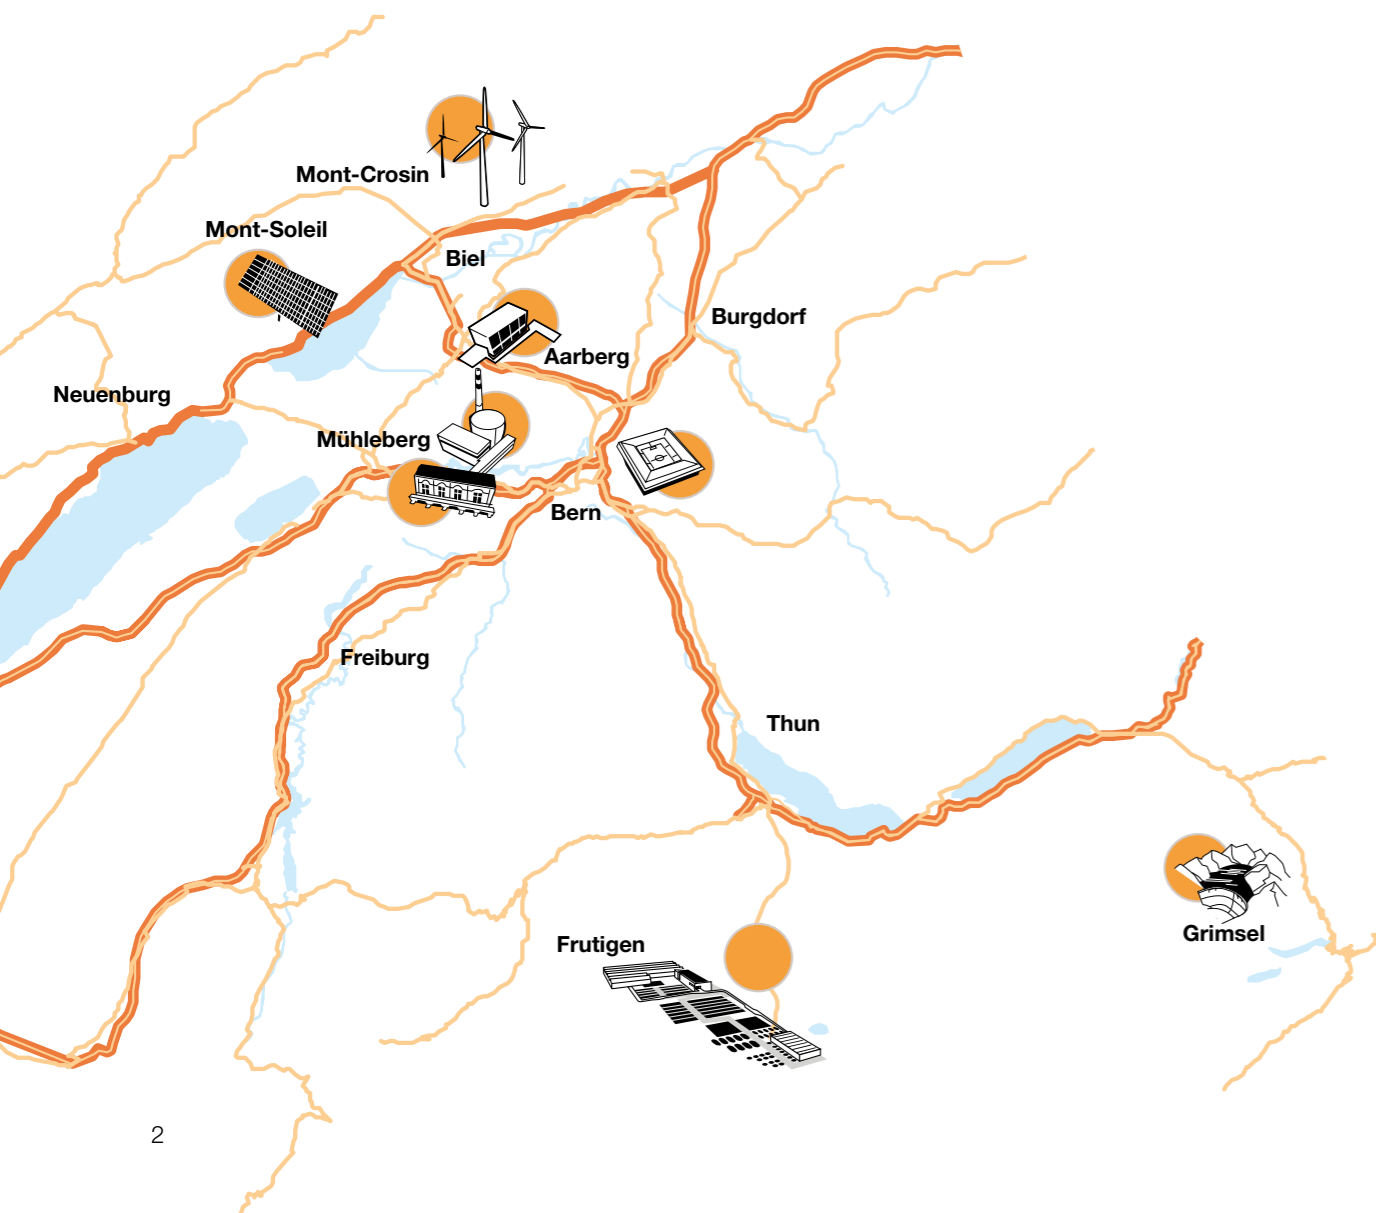 Mont-Crosin
Mont-Soleil
Biel
Burgdorf
Aarberg
Neuenburg
Mühleberg
Bern
Freiburg
Thun
Grimsel
Frutigen
2